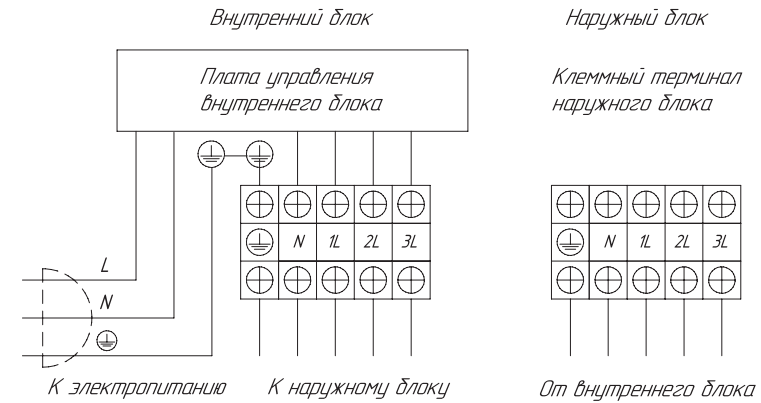 Внутренний блок
Наружный блок
Плата управления
внутреннего блока
Клеммный терминал
наружного блока
N 1L 2L 3L
N 1L 2L 3L
L
N
К электропитанию
К наружному блоку
От внутреннего блока